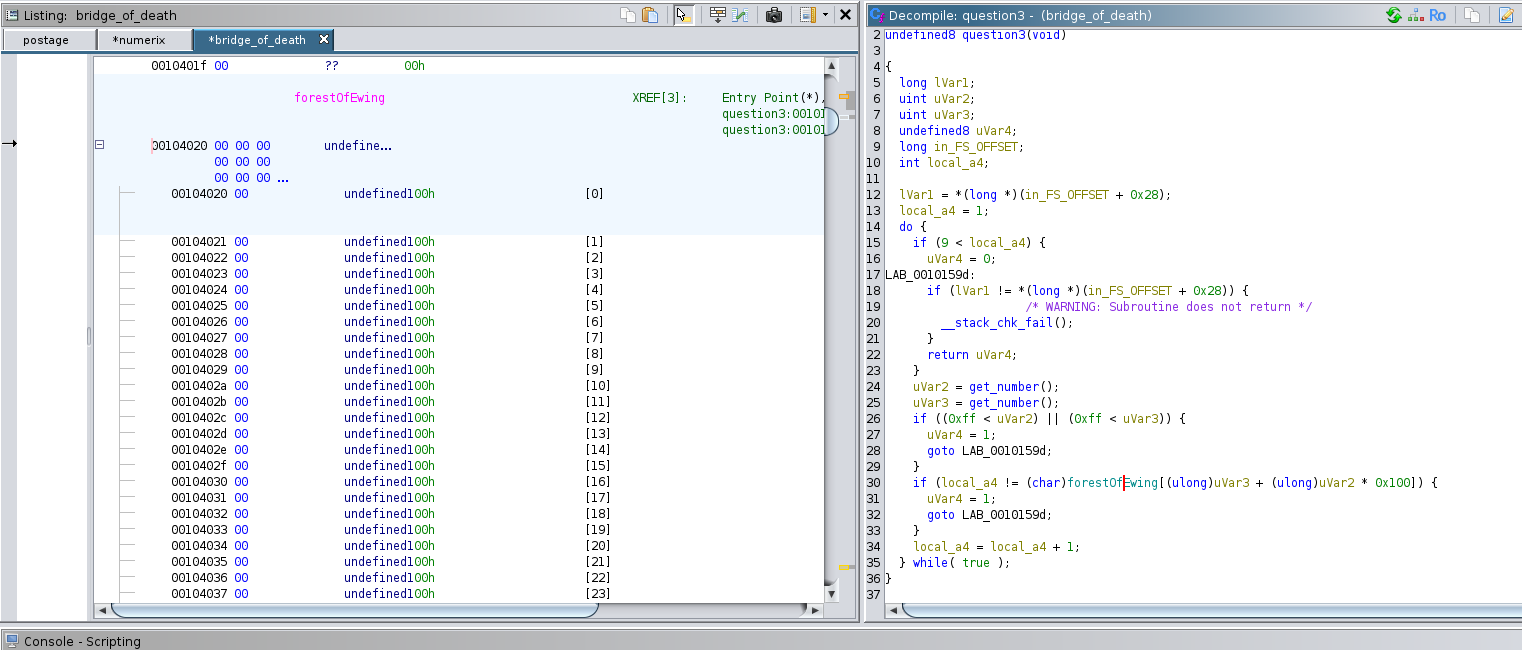 Listing: bridge_of_death
postage
*numerix
*bridge_of_death
0010401f 00 ?? 00h
forestOfEwing XREF[3]: Entry Point(*),
question3:00101
question3:00101
00104020 00 00 00 undefine...
00 00 00
00 00 00 ...
00104020 00 undefined100h [0]
00104021 00 undefined100h [1]
00104022 00 undefined100h [2]
00104023 00 undefined100h [3]
00104024 00 undefined100h [4]
00104025 00 undefined100h [5]
00104026 00 undefined100h [6]
00104027 00 undefined100h [7]
00104028 00 undefined100h [8]
00104029 00 undefined100h [9]
0010402a 00 undefined100h [10]
0010402b 00 undefined100h [11]
0010402c 00 undefined100h [12]
0010402d 00 undefined100h [13]
0010402e 00 undefined100h [14]
0010402f 00 undefined100h [15]
00104030 00 undefined100h [16]
00104031 00 undefined100h [17]
00104032 00 undefined100h [18]
00104033 00 undefined100h [19]
00104034 00 undefined100h [20]
00104035 00 undefined100h [21]
00104036 00 undefined100h [22]
00104037 00 undefined100h [23]
Decompile: question3 - (bridge_of_death)
Ro
2 undefined8 question3(void)
3
4 {
5 long lVar1;
6 uint uVar2;
7 uint uVar3;
8 undefined8 uVar4;
9 long in_FS_OFFSET;
10 int local_a4;
11
12 lVar1 = *(long *)(in_FS_OFFSET + 0x28);
13 local_a4 = 1;
14 do {
15 if (9 < local_a4) {
16 uVar4 = 0;
17 LAB_0010159d:
18 if (lVar1 != *(long *)(in_FS_OFFSET + 0x28)) {
19 /* WARNING: Subroutine does not return */
20 __stack_chk_fail();
21 }
22 return uVar4;
23 }
24 uVar2 = get_number();
25 uVar3 = get_number();
26 if ((0xff < uVar2) || (0xff < uVar3)) {
27 uVar4 = 1;
28 goto LAB_0010159d;
29 }
30 if (local_a4 != (char)forestOfEwing[(ulong)uVar3 + (ulong)uVar2 * 0x100]) {
31 uVar4 = 1;
32 goto LAB_0010159d;
33 }
34 local_a4 = local_a4 + 1;
35 } while( true );
36 }
37
Console - Scripting